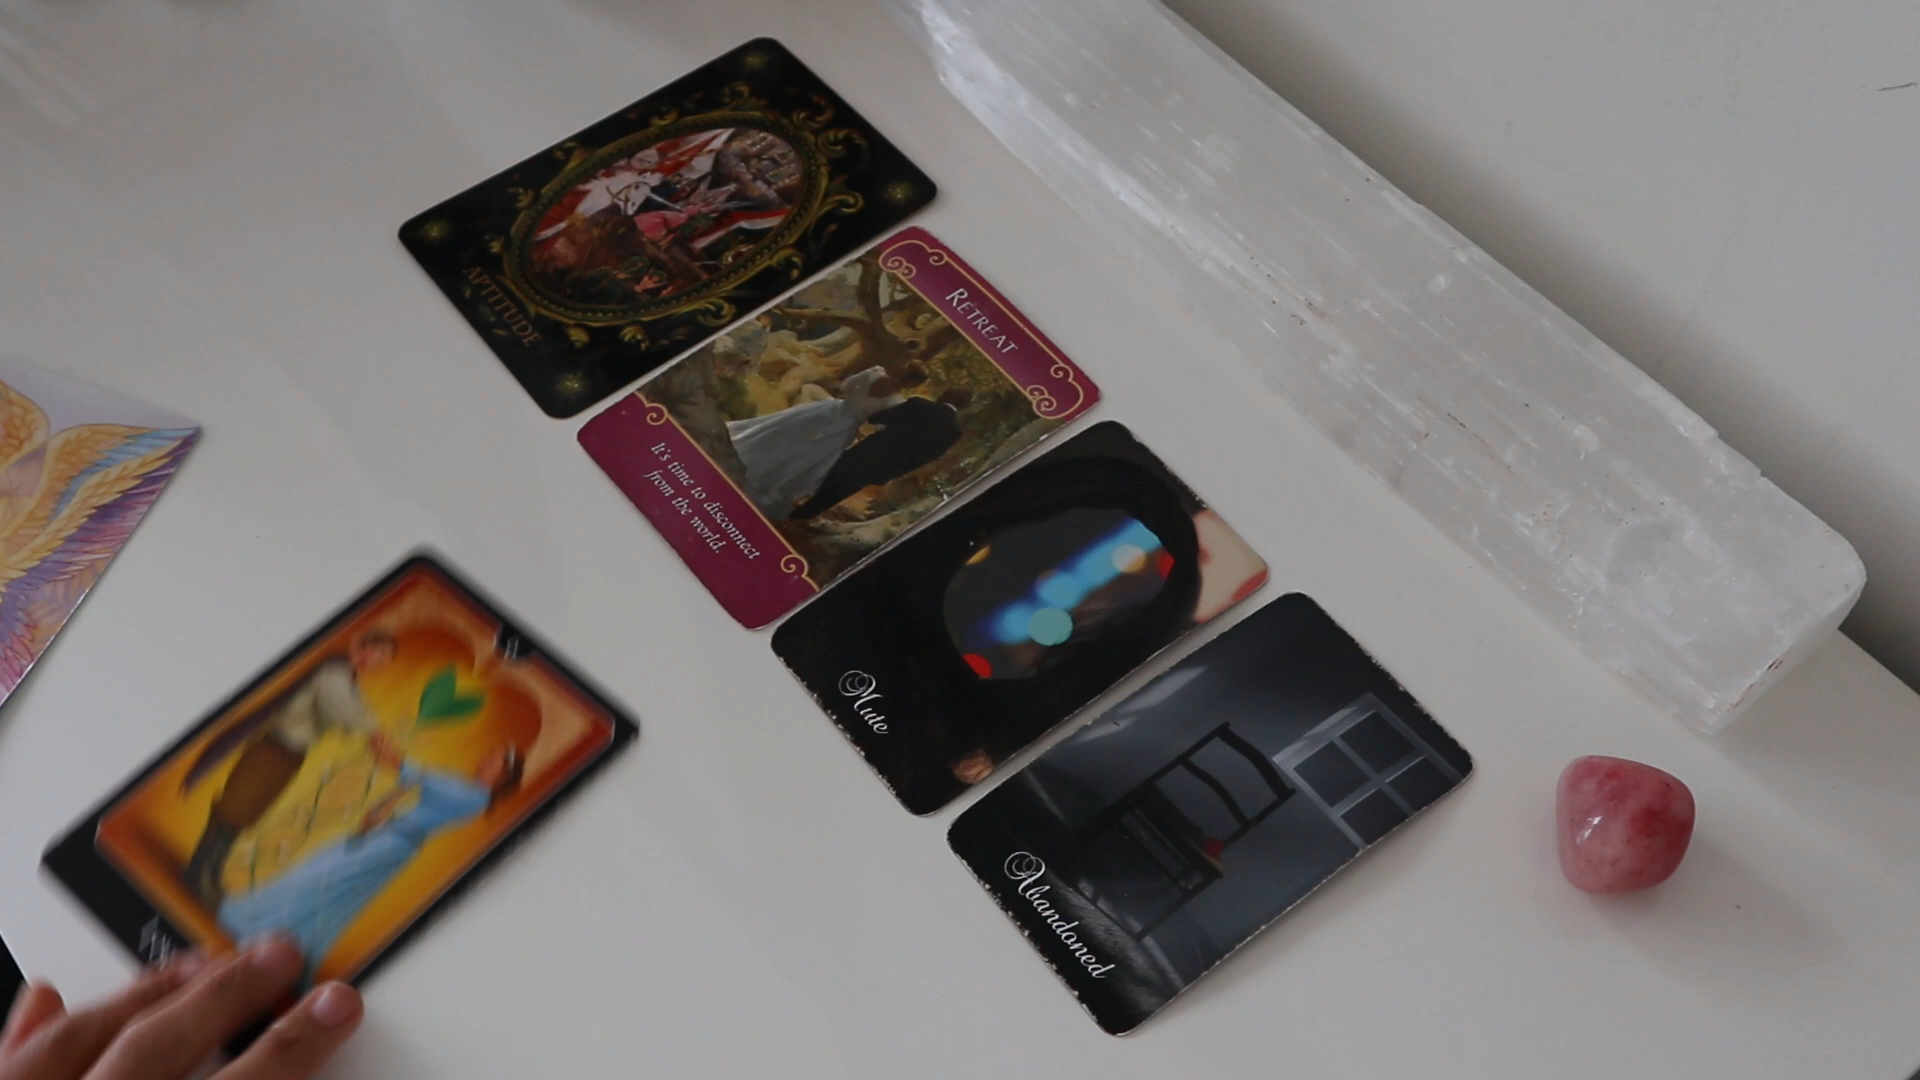 APTITUDE
RETREAT
It's time to disconnect
from the world.
Mute
Abandoned